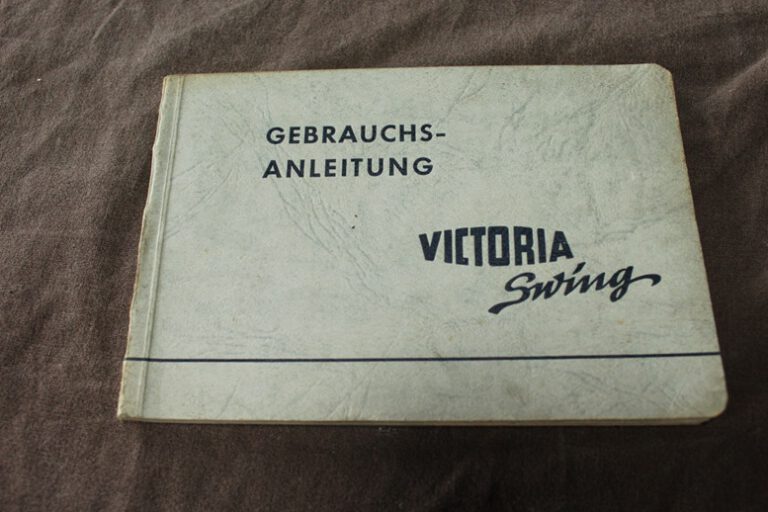 GEBRAUCHS-
ANLEITUNG
VICTORIA
Swing